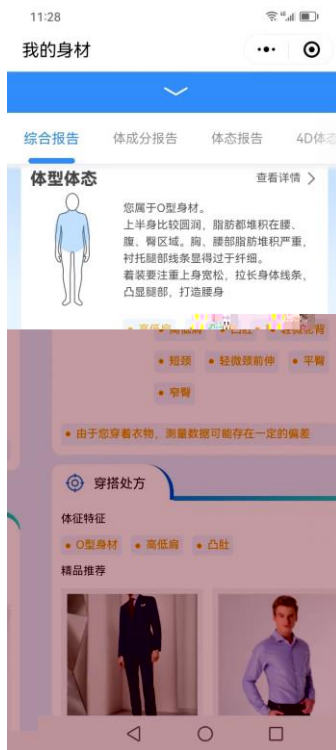 11:28
我的身材
综合报告 体成分报告 体态报告 4D体态
体型体态 查看详情
您属于O型身材。
上半身比较圆润，脂肪都堆积在腰、
腹、臀区域。胸、腰部脂肪堆积严重，
衬托腿部线条显得过于纤细。
着装要注重上身宽松，拉长身体线条、
凸显腿部，打造腰身
高低肩 凸肚
短颈 轻微颈前伸 平臀
窄臀
由于您穿着衣物，测量数据可能存在一定的偏差
穿搭处方
体征特征
O型身材 高低肩 凸肚
精品推荐